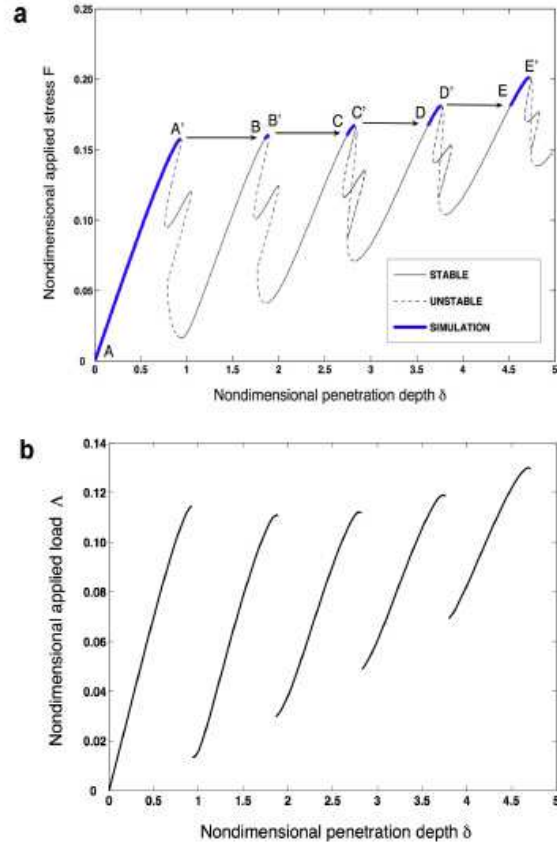 a
Nondimensional applied stress F
0.25
0.20
0.15
0.10
0.05
0
A
A'
B
B'
C
C'
D
D'
E
E'
STABLE
UNSTABLE
SIMULATION
0 0.5 1 1.5 2 2.5 3 3.5 4 4.5 5
Nondimensional penetration depth δ
b
Nondimensional applied load Λ
0.14
0.12
0.10
0.08
0.06
0.04
0.02
0
0 0.5 1 1.5 2 2.5 3 3.5 4 4.5 5
Nondimensional penetration depth δ